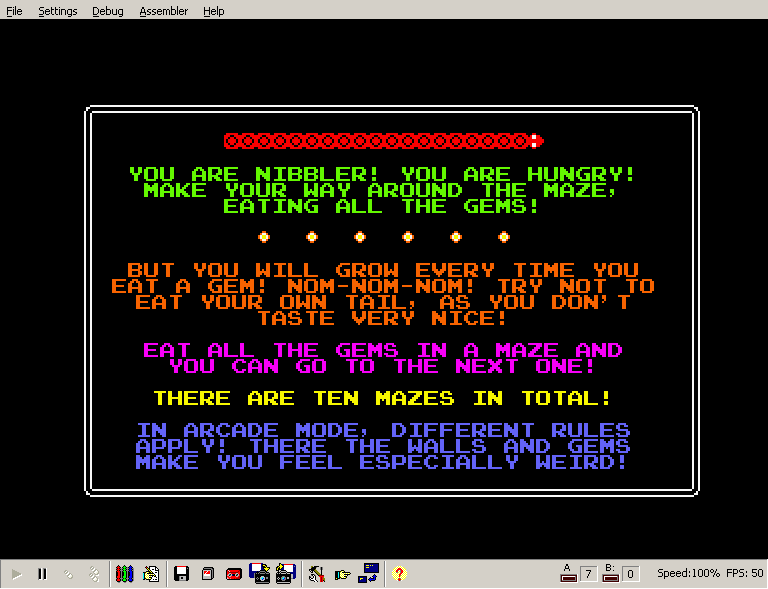 File Settings Debug Assembler Help
YOU ARE NIBBLER! YOU ARE HUNGRY!
MAKE YOUR WAY AROUND THE MAZE,
EATING ALL THE GEMS!
BUT YOU WILL GROW EVERY TIME YOU
EAT A GEM! NOM-NOM-NOM! TRY NOT TO
EAT YOUR OWN TAIL, AS YOU DON'T
TASTE VERY NICE!
EAT ALL THE GEMS IN A MAZE AND
YOU CAN GO TO THE NEXT ONE!
THERE ARE TEN MAZES IN TOTAL!
IN ARCADE MODE, DIFFERENT RULES
APPLY! THERE THE WALLS AND GEMS
MAKE YOU FEEL ESPECIALLY WEIRD!
A 7 B: 0 Speed:100% FPS: 50